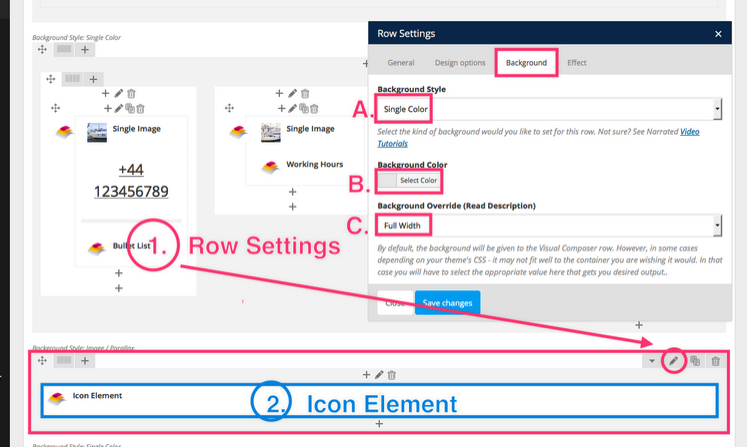 Background Style: Single Color
Row Settings
×
General
Design options
Background
Effect
Background Style
A.
Single Color
Select the kind of background would you like to set for this row. Not sure? See Narrated Video
Tutorials
Background Color
B.
Select Color
Background Override (Read Description)
C.
Full Width
By default, the background will be given to the Visual Composer row. However, in some cases
depending on your theme's CSS - it may not fit well to the container you are wishing it would. In that
case you will have to select the appropriate value here that gets you desired output..
Close
Save changes
Single Image
+44
123456789
Bullet List
Single Image
Working Hours
1. Row Settings
Background Style: Image / Parallax
Icon Element
2. Icon Element
Background Style: Single Color